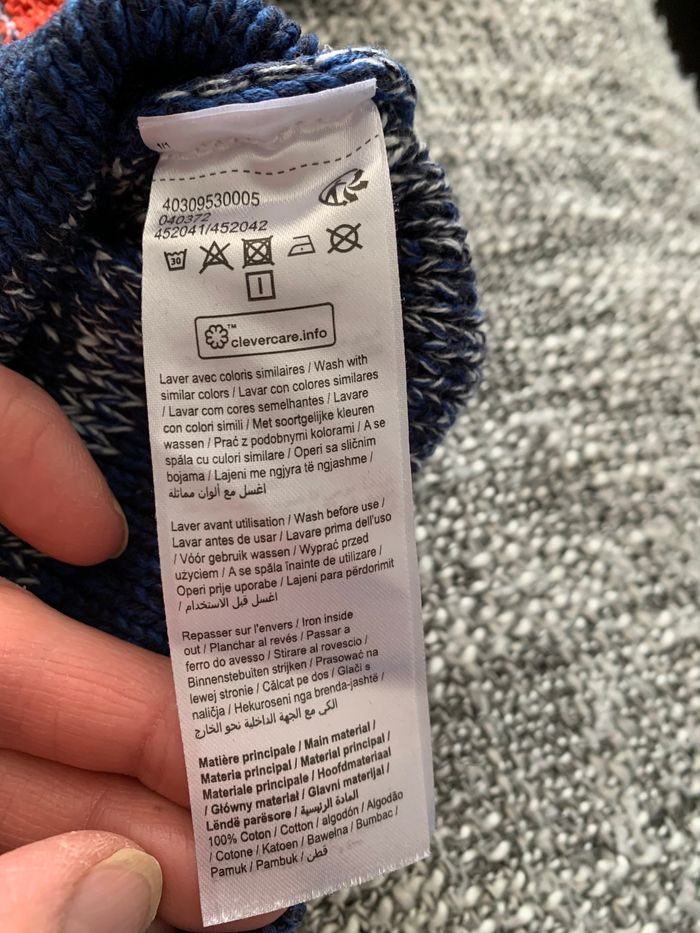 1/1
40309530005
040372
452041/452042
30
I
™
clevercare.info
Laver avec coloris similaires / Wash with
similar colors / Lavar con colores similares
/ Lavar com cores semelhantes / Lavare
con colori simili / Met soortgelijke kleuren
wassen / Prać z podobnymi kolorami / A se
spăla cu culori similare / Operi sa sličnim
bojama / Lajeni me ngjyra të ngjashme /
اغسل مع ألوان مماثلة
Laver avant utilisation / Wash before use /
Lavar antes de usar / Lavare prima dell'uso
/ Vóór gebruik wassen / Wyprać przed
użyciem / A se spăla înainte de utilizare /
Operi prije uporabe / Lajeni para përdorimit
/ اغسل قبل الاستخدام
Repasser sur l'envers / Iron inside
out / Planchar al revés / Passar a
ferro do avesso / Stirare al rovescio /
Binnenstebuiten strijken / Prasować na
lewej stronie / Călcat pe dos / Glači s
naličja / Hekuroseni nga brenda-jashtë /
الكي مع الجهة الداخلية نحو الخارج
Matière principale / Main material /
Materia principal / Material principal /
Materiale principale / Hoofdmateriaal
/ Główny materiał / Glavni materijal /
Lëndë parësore / المادة الرئيسية
100% Coton / Cotton / algodón / Algodão
/ Cotone / Katoen / Bawełna / Bumbac /
Pamuk / Pambuk / قطن